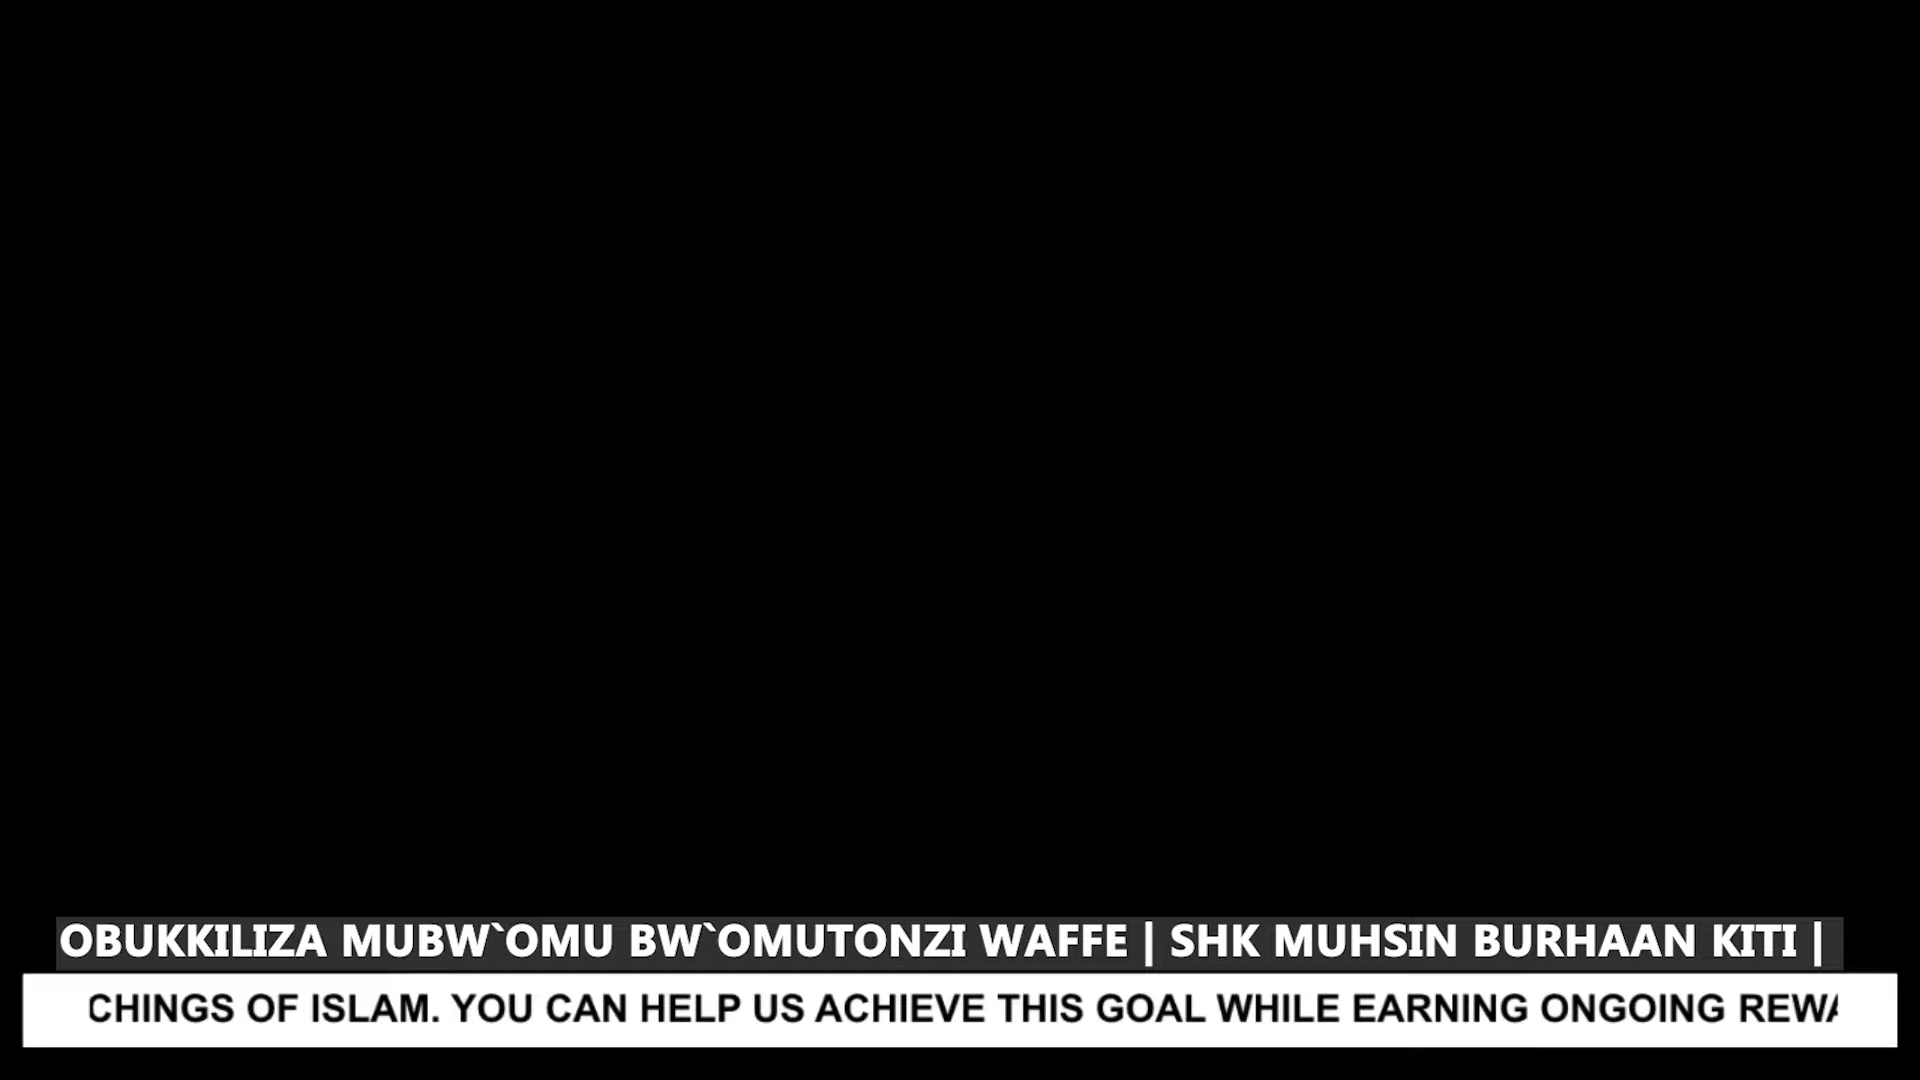 OBUKKILIZA MUBW`OMU BW`OMUTONZI WAFFE | SHK MUHSIN BURHAAN KITI |
CHINGS OF ISLAM. YOU CAN HELP US ACHIEVE THIS GOAL WHILE EARNING ONGOING REWA